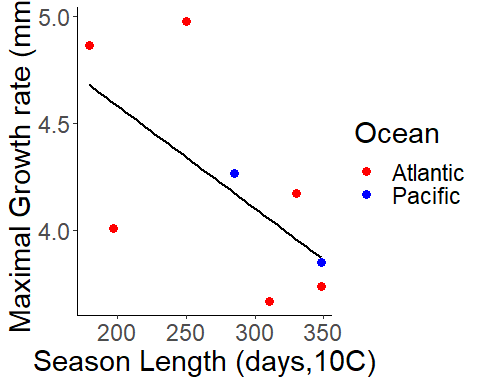 Maximal Growth rate (mm
5.0
4.5
4.0
200
250
300
350
Season Length (days,10C)
Ocean
Atlantic
Pacific